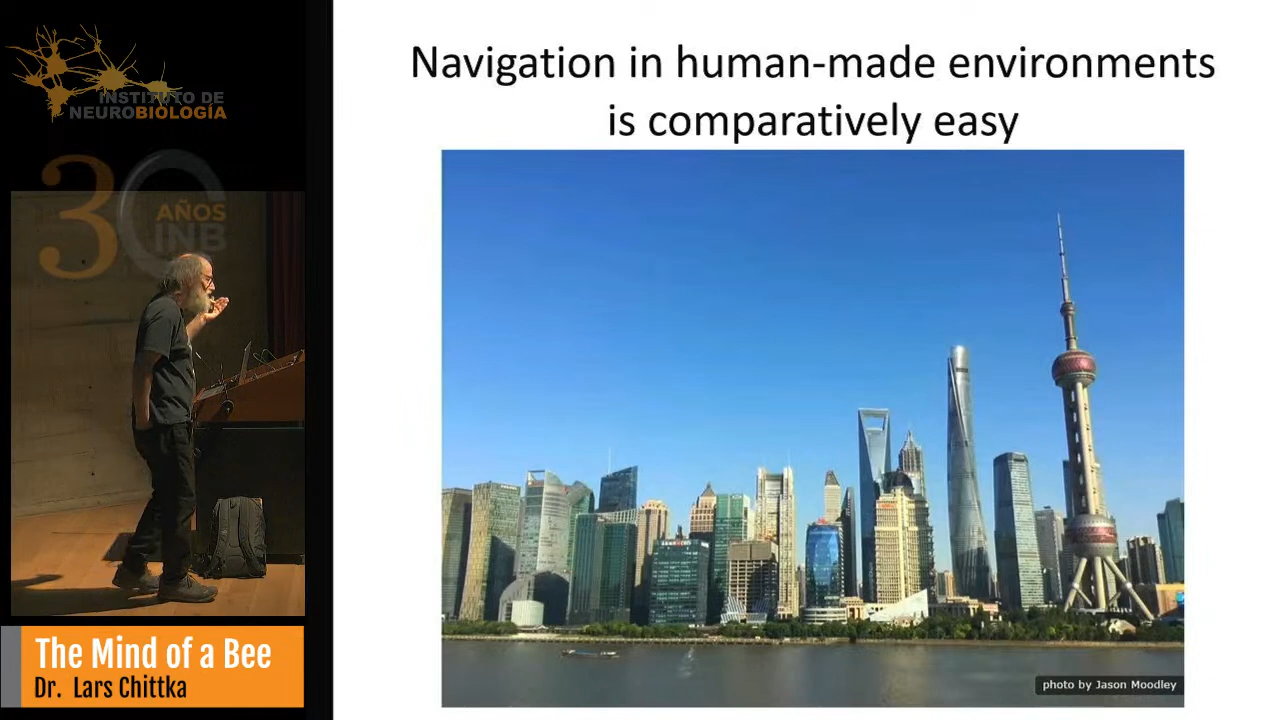 INSTITUTO DE
NEUROBIOLOGÍA
30
AÑOS
INB
The Mind of a Bee
Dr. Lars Chittka
Navigation in human-made environments
is comparatively easy
photo by Jason Moodley